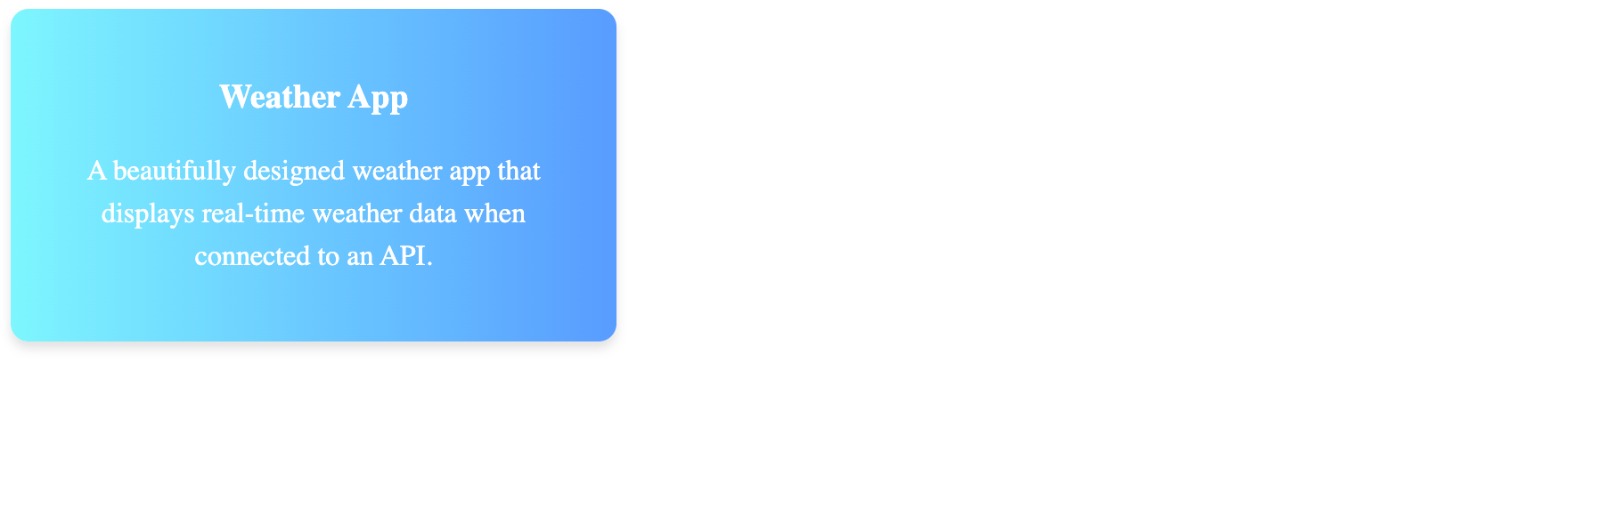 Weather App
A beautifully designed weather app that
displays real-time weather data when
connected to an API.